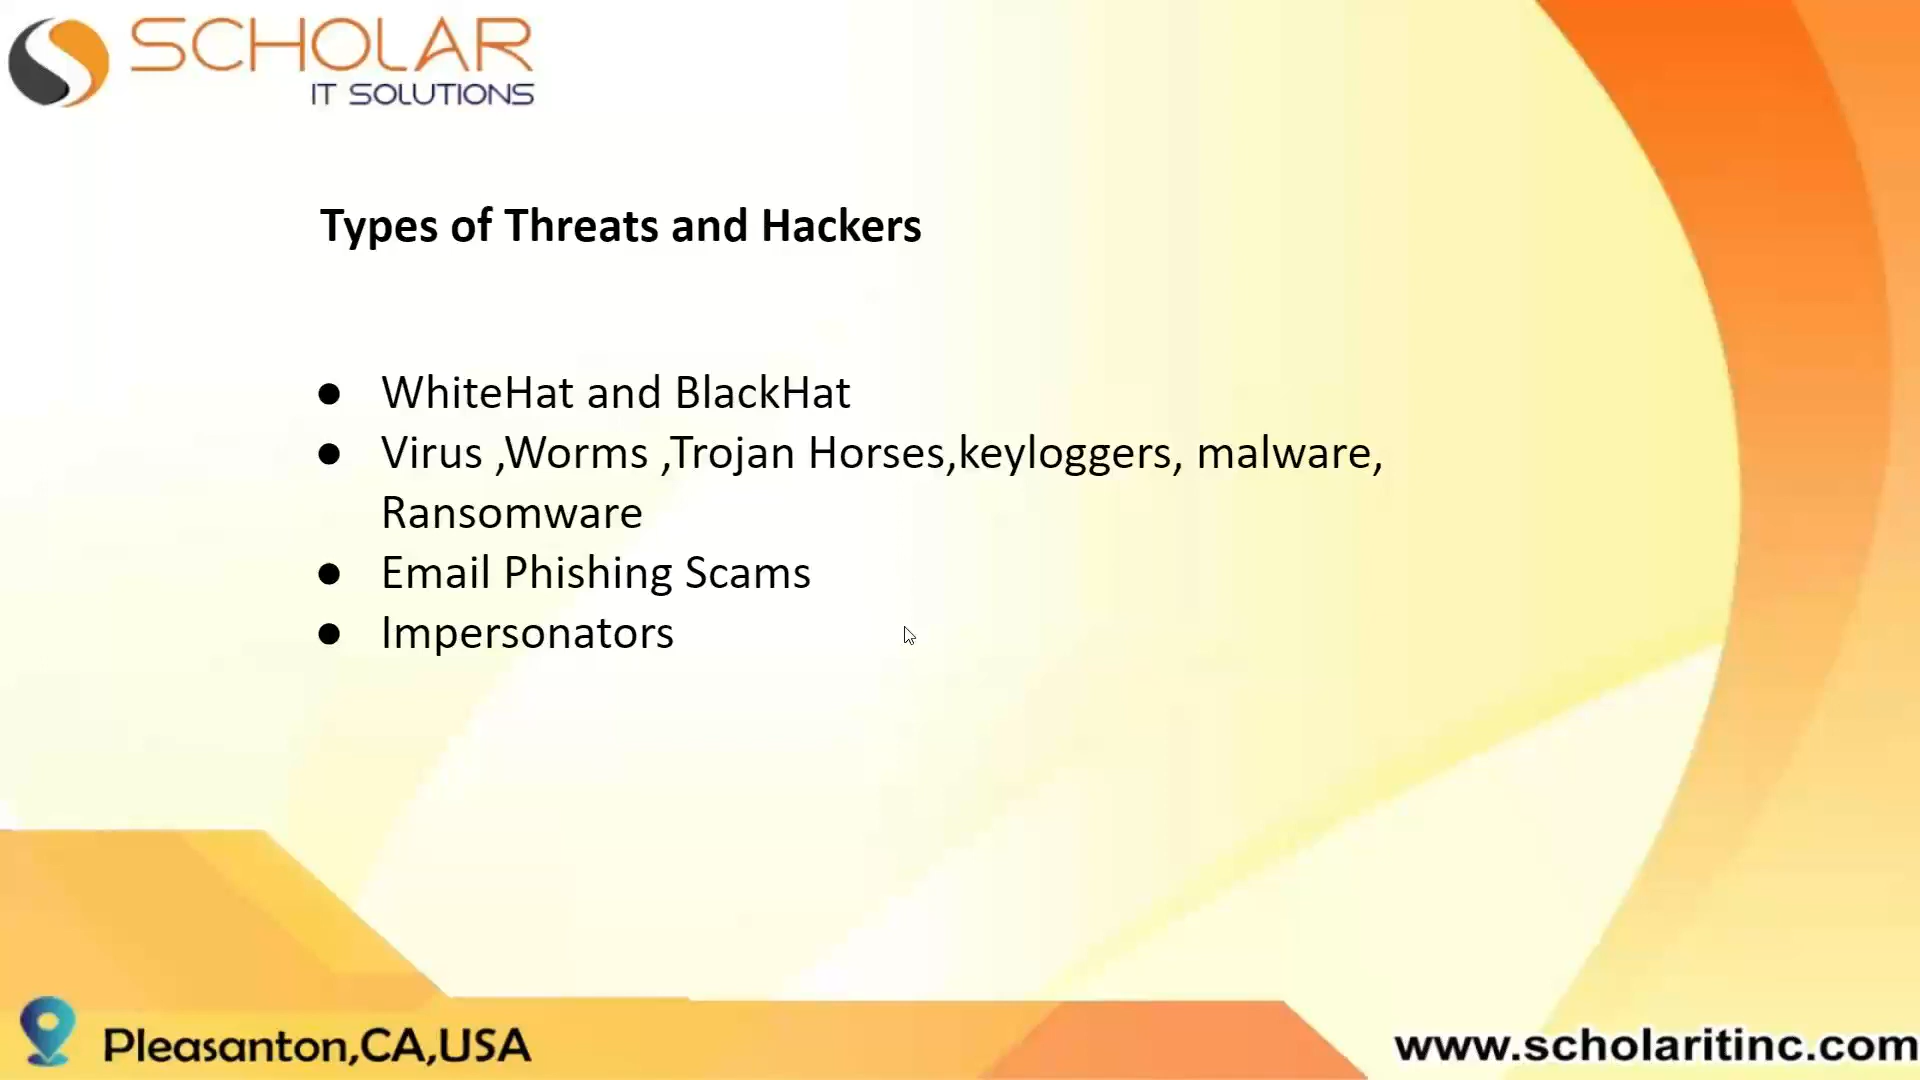 SCHOLAR
IT SOLUTIONS
Types of Threats and Hackers
● WhiteHat and BlackHat
● Virus ,Worms ,Trojan Horses,keyloggers, malware,
Ransomware
● Email Phishing Scams
● Impersonators
Pleasanton,CA,USA
www.scholaritinc.com